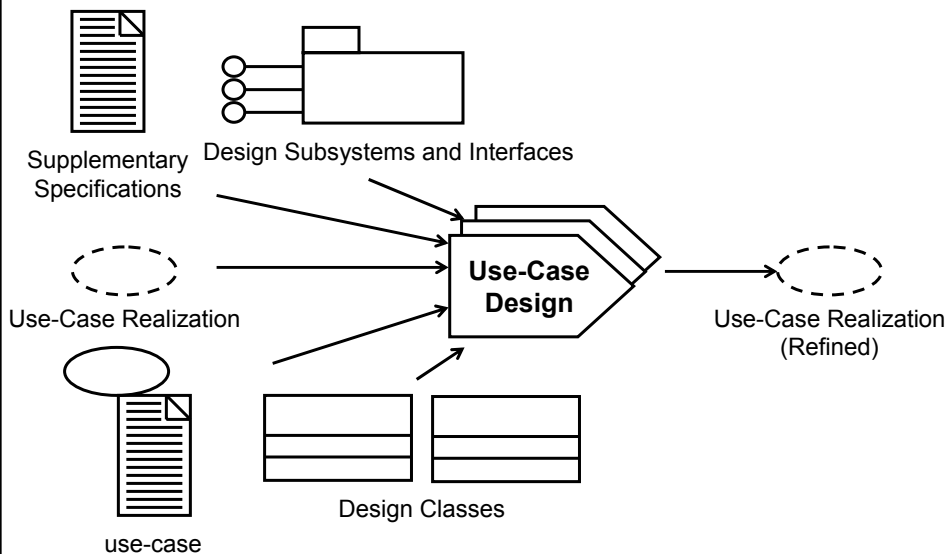 Supplementary
Specifications
Design Subsystems and Interfaces
Use-Case Realization
Use-Case
Design
Use-Case Realization
(Refined)
Design Classes
use-case